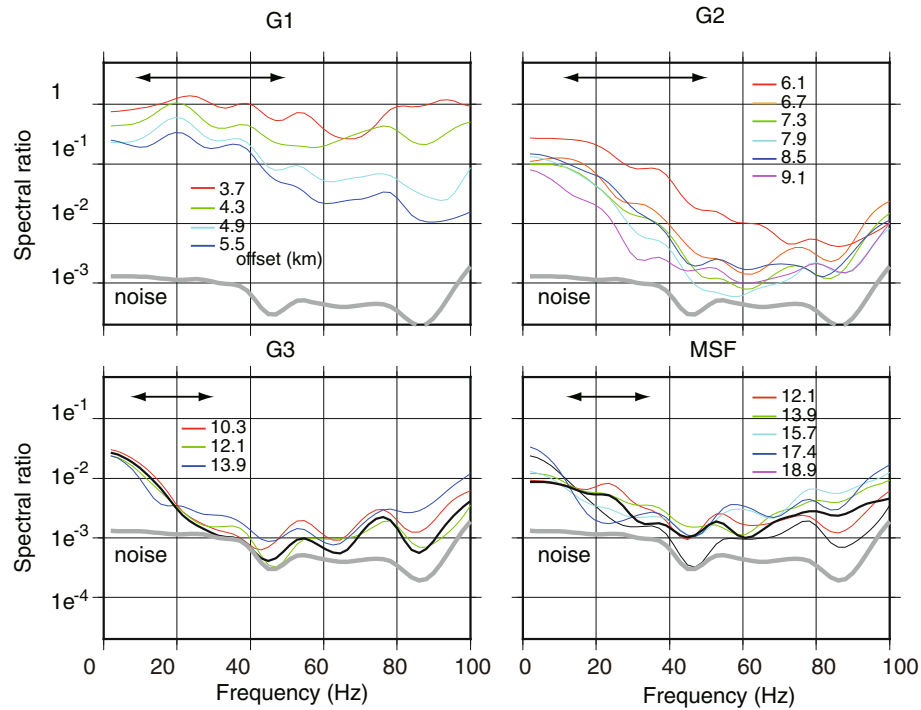 G1
G2
Spectral ratio
1
1e-1
1e-2
1e-3
3.7
4.3
4.9
5.5
offset (km)
noise
6.1
6.7
7.3
7.9
8.5
9.1
noise
G3
MSF
Spectral ratio
1e-1
1e-2
1e-3
1e-4
10.3
12.1
13.9
noise
12.1
13.9
15.7
17.4
18.9
noise
0 20 40 60 80 100
0 20 40 60 80 100
Frequency (Hz)
Frequency (Hz)